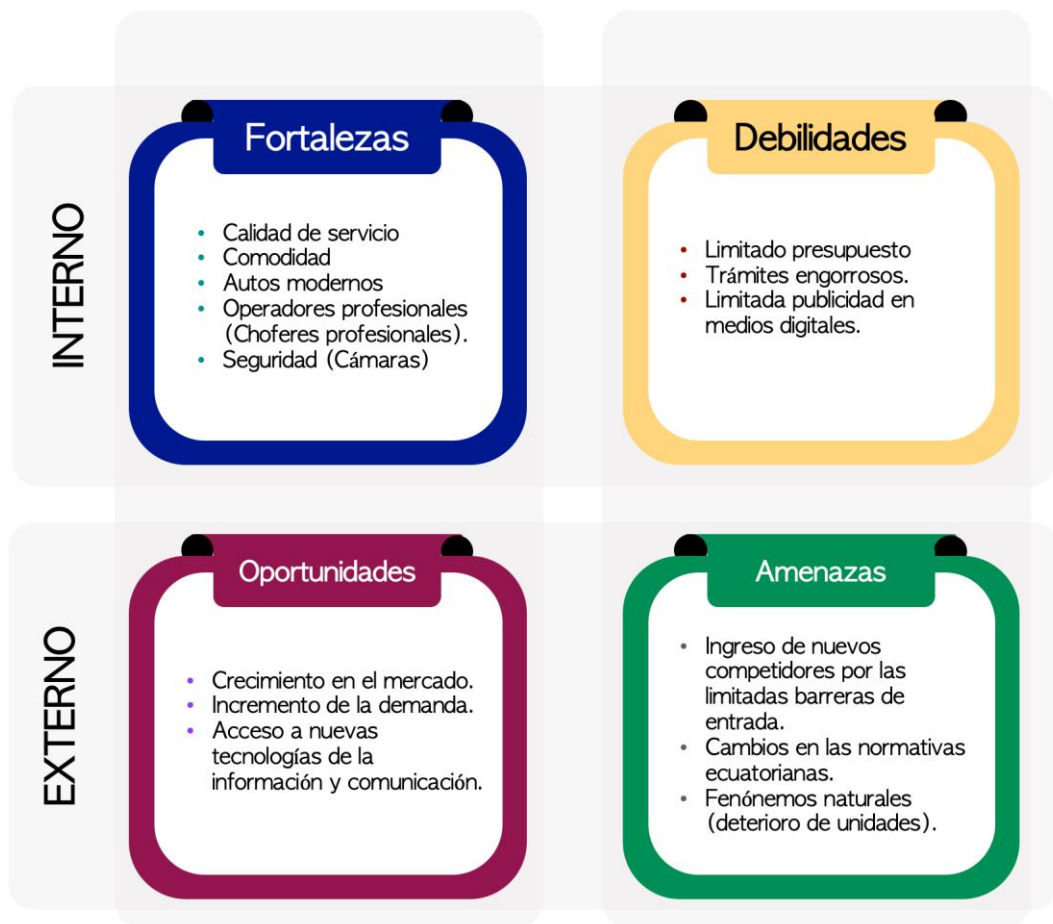 INTERNO
Fortalezas
• Calidad de servicio
• Comodidad
• Autos modernos
• Operadores profesionales
(Choferes profesionales).
• Seguridad (Cámaras)
Debilidades
• Limitado presupuesto
• Trámites engorrosos.
• Limitada publicidad en
medios digitales.
EXTERNO
Oportunidades
• Crecimiento en el mercado.
• Incremento de la demanda.
• Acceso a nuevas
tecnologías de la
información y comunicación.
Amenazas
• Ingreso de nuevos
competidores por las
limitadas barreras de
entrada.
• Cambios en las normativas
ecuatorianas.
• Fenónemos naturales
(deterioro de unidades).